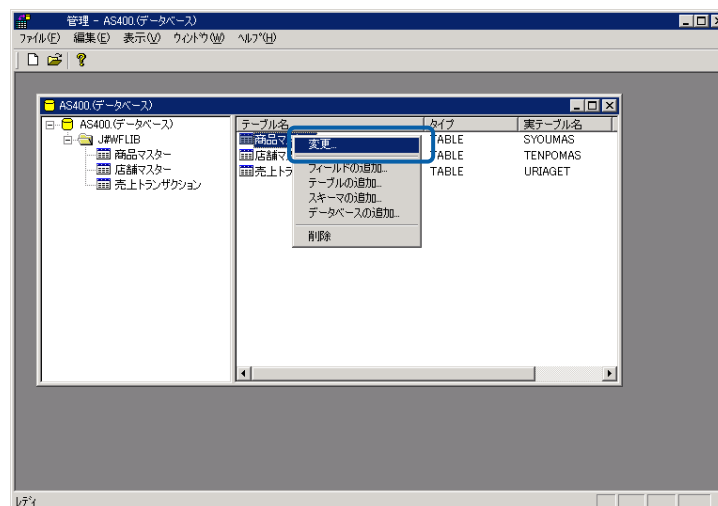 管理 - AS400.(データベース)
ファイル(F) 編集(E) 表示(V) ウィンドウ(W) ヘルプ(H)
AS400.(データベース)
AS400.(データベース)
J#WFLIB
商品マスター
店舗マスター
売上トランザクション
テーブル名 タイプ 実テーブル名
商品マ TABLE SYOUMAS
店舗マ TABLE TENPOMAS
売上トラ TABLE URIAGET
変更...
フィールドの追加...
テーブルの追加...
スキーマの追加...
データベースの追加...
削除
レディ